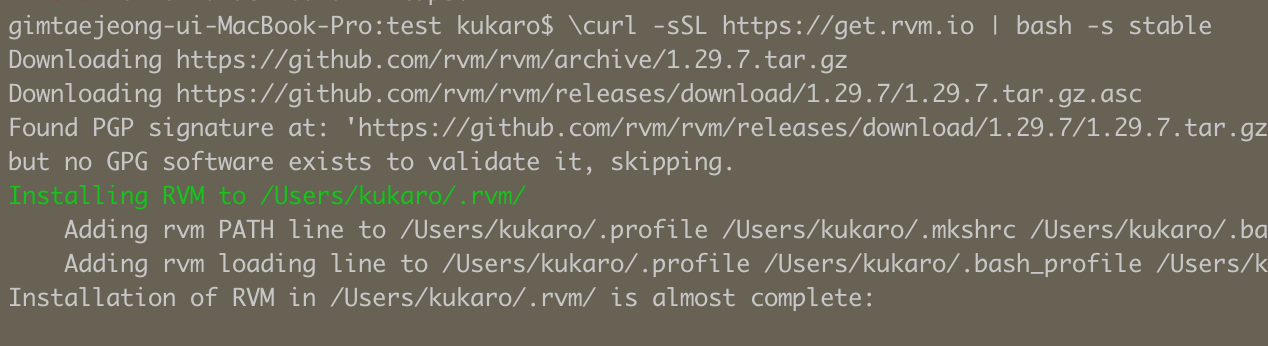 gimtaejeong-ui-MacBook-Pro:test kukaro$ \curl -sSL https://get.rvm.io | bash -s stable
Downloading https://github.com/rvm/rvm/archive/1.29.7.tar.gz
Downloading https://github.com/rvm/rvm/releases/download/1.29.7/1.29.7.tar.gz.asc
Found PGP signature at: 'https://github.com/rvm/rvm/releases/download/1.29.7/1.29.7.tar.gz
but no GPG software exists to validate it, skipping.
Installing RVM to /Users/kukaro/.rvm/
    Adding rvm PATH line to /Users/kukaro/.profile /Users/kukaro/.mkshrc /Users/kukaro/.ba
    Adding rvm loading line to /Users/kukaro/.profile /Users/kukaro/.bash_profile /Users/k
Installation of RVM in /Users/kukaro/.rvm/ is almost complete: